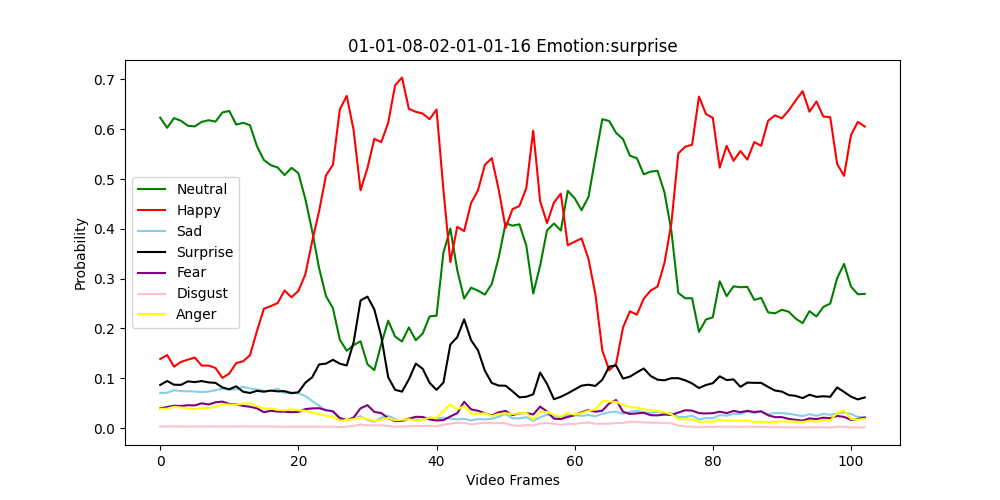 01-01-08-02-01-01-16 Emotion:surprise
0.7
0.6
0.5
0.4
0.3
0.2
0.1
0.0
Probability
Neutral
Happy
Sad
Surprise
Fear
Disgust
Anger
0 20 40 60 80 100
Video Frames